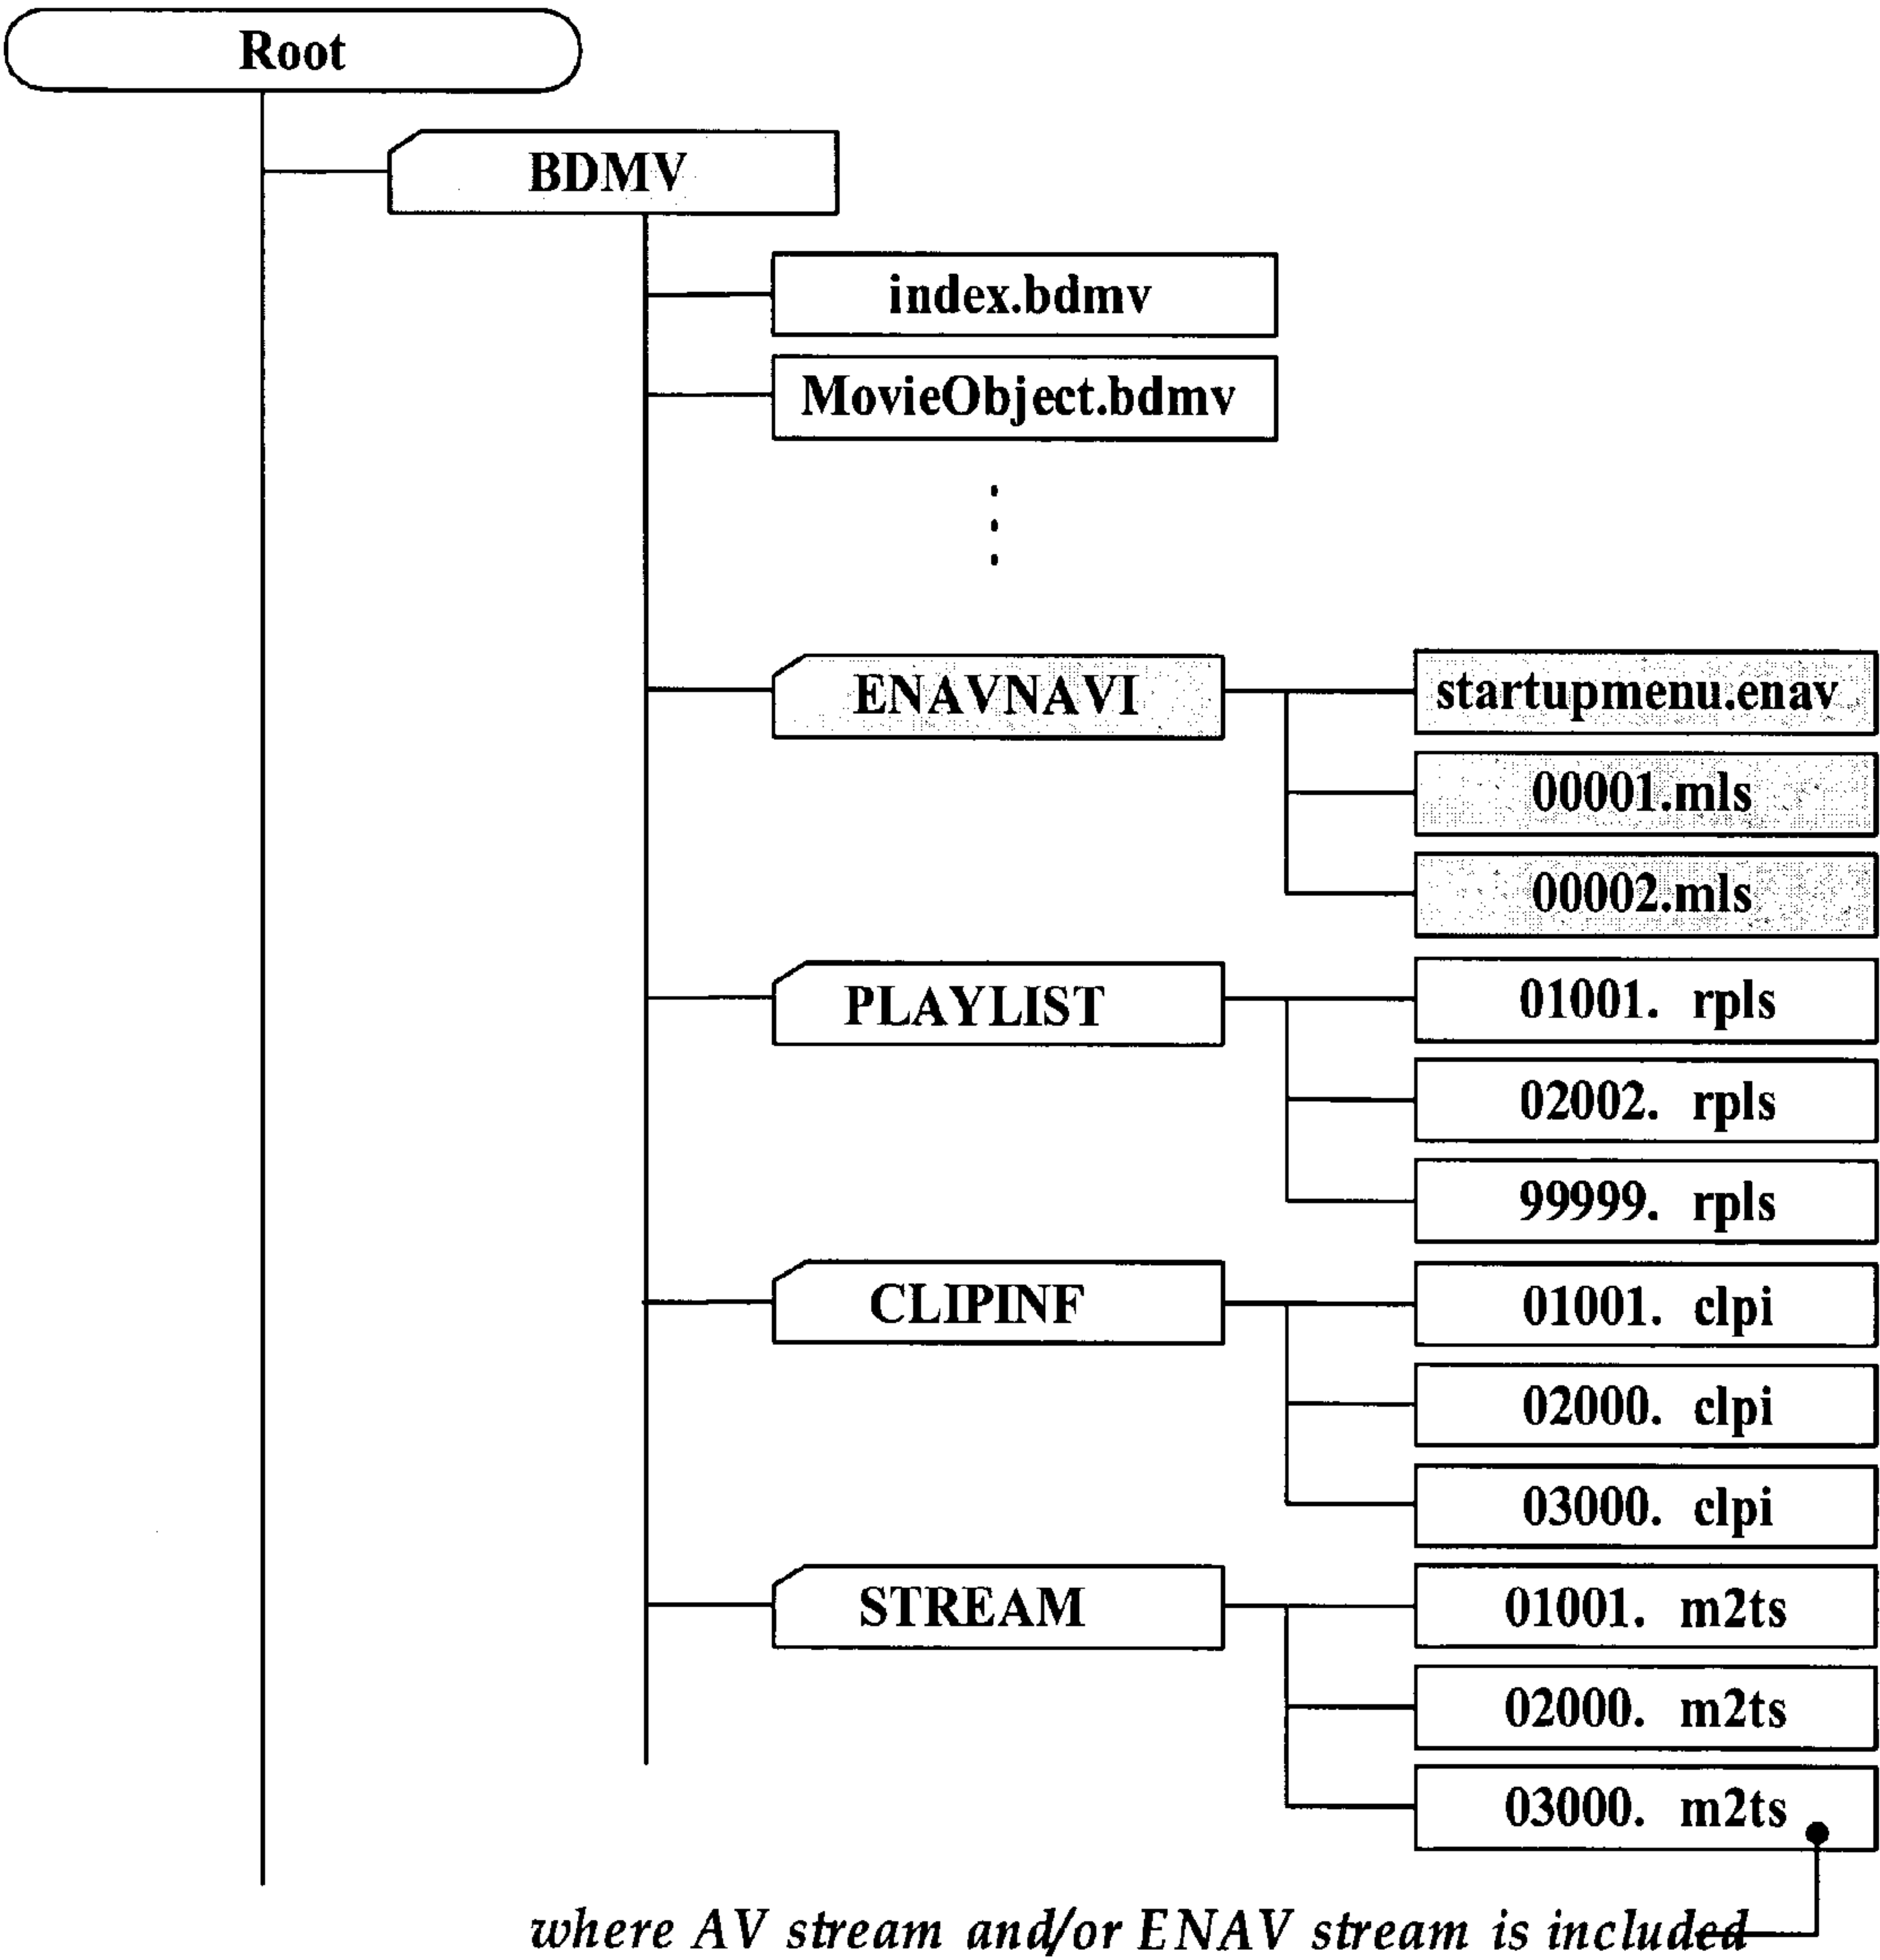 Root
BDMV
index.bdmv
MovieObject.bdmv
ENAVNAVI
startupmenu.enav
00001.mls
00002.mls
PLAYLIST
01001. rpls
02002. rpls
99999. rpls
CLIPINF
01001. clpi
02000. clpi
03000. clpi
STREAM
01001. m2ts
02000. m2ts
03000. m2ts
where AV stream and/or ENAV stream is included